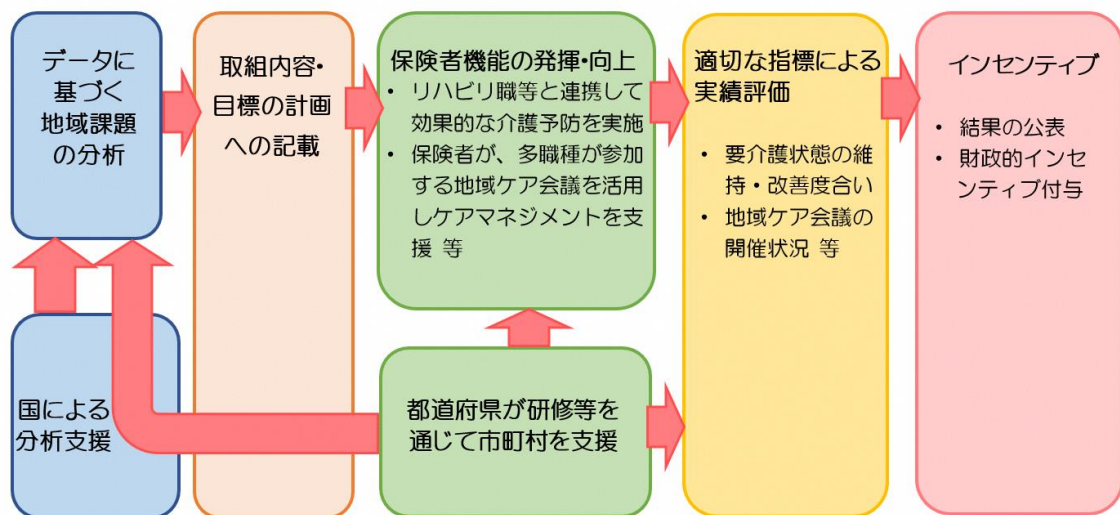 データに
基づく
地域課題
の分析
取組内容・
目標の計画
への記載
保険者機能の発揮・向上
• リハビリ職等と連携して
効果的な介護予防を実施
• 保険者が、多職種が参加
する地域ケア会議を活用
しケアマネジメントを支
援 等
適切な指標による
実績評価
• 要介護状態の維
持・改善度合い
• 地域ケア会議の
開催状況 等
インセンティブ
• 結果の公表
• 財政的インセ
ンティブ付与
国による
分析支援
都道府県が研修等を
通じて市町村を支援